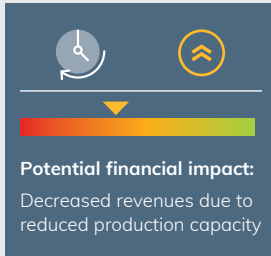 Potential financial impact:
Decreased revenues due to
reduced production capacity